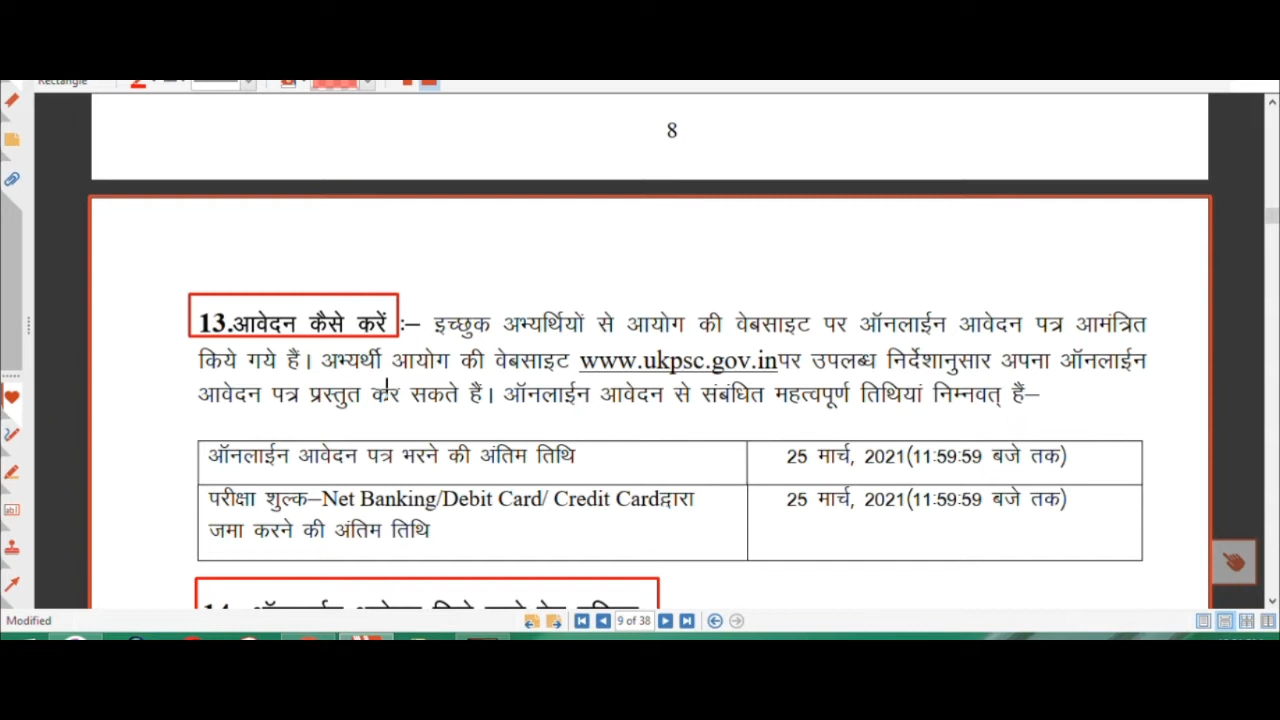 Rectangle
8
13.आवेदन कैसे करें :– इच्छुक अभ्यर्थियों से आयोग की वेबसाइट पर ऑनलाईन आवेदन पत्र आमंत्रित
किये गये हैं। अभ्यर्थी आयोग की वेबसाइट www.ukpsc.gov.inपर उपलब्ध निर्देशानुसार अपना ऑनलाईन
आवेदन पत्र प्रस्तुत कर सकते हैं। ऑनलाईन आवेदन से संबंधित महत्वपूर्ण तिथियां निम्नवत् हैं–
ऑनलाईन आवेदन पत्र भरने की अंतिम तिथि 25 मार्च, 2021(11:59:59 बजे तक)
परीक्षा शुल्क–Net Banking/Debit Card/ Credit Cardद्वारा 25 मार्च, 2021(11:59:59 बजे तक)
जमा करने की अंतिम तिथि
Modified 9 of 38